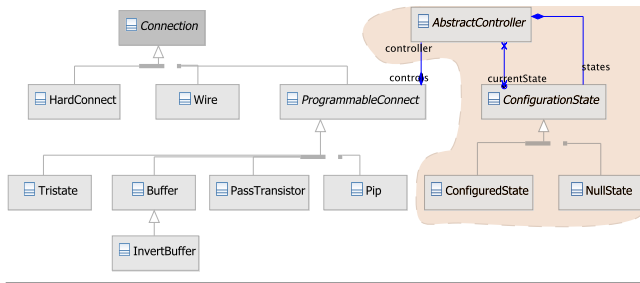 Connection
AbstractController
controller
states
controls
currentState
HardConnect
Wire
ProgrammableConnect
ConfigurationState
Tristate
Buffer
PassTransistor
Pip
ConfiguredState
NullState
InvertBuffer